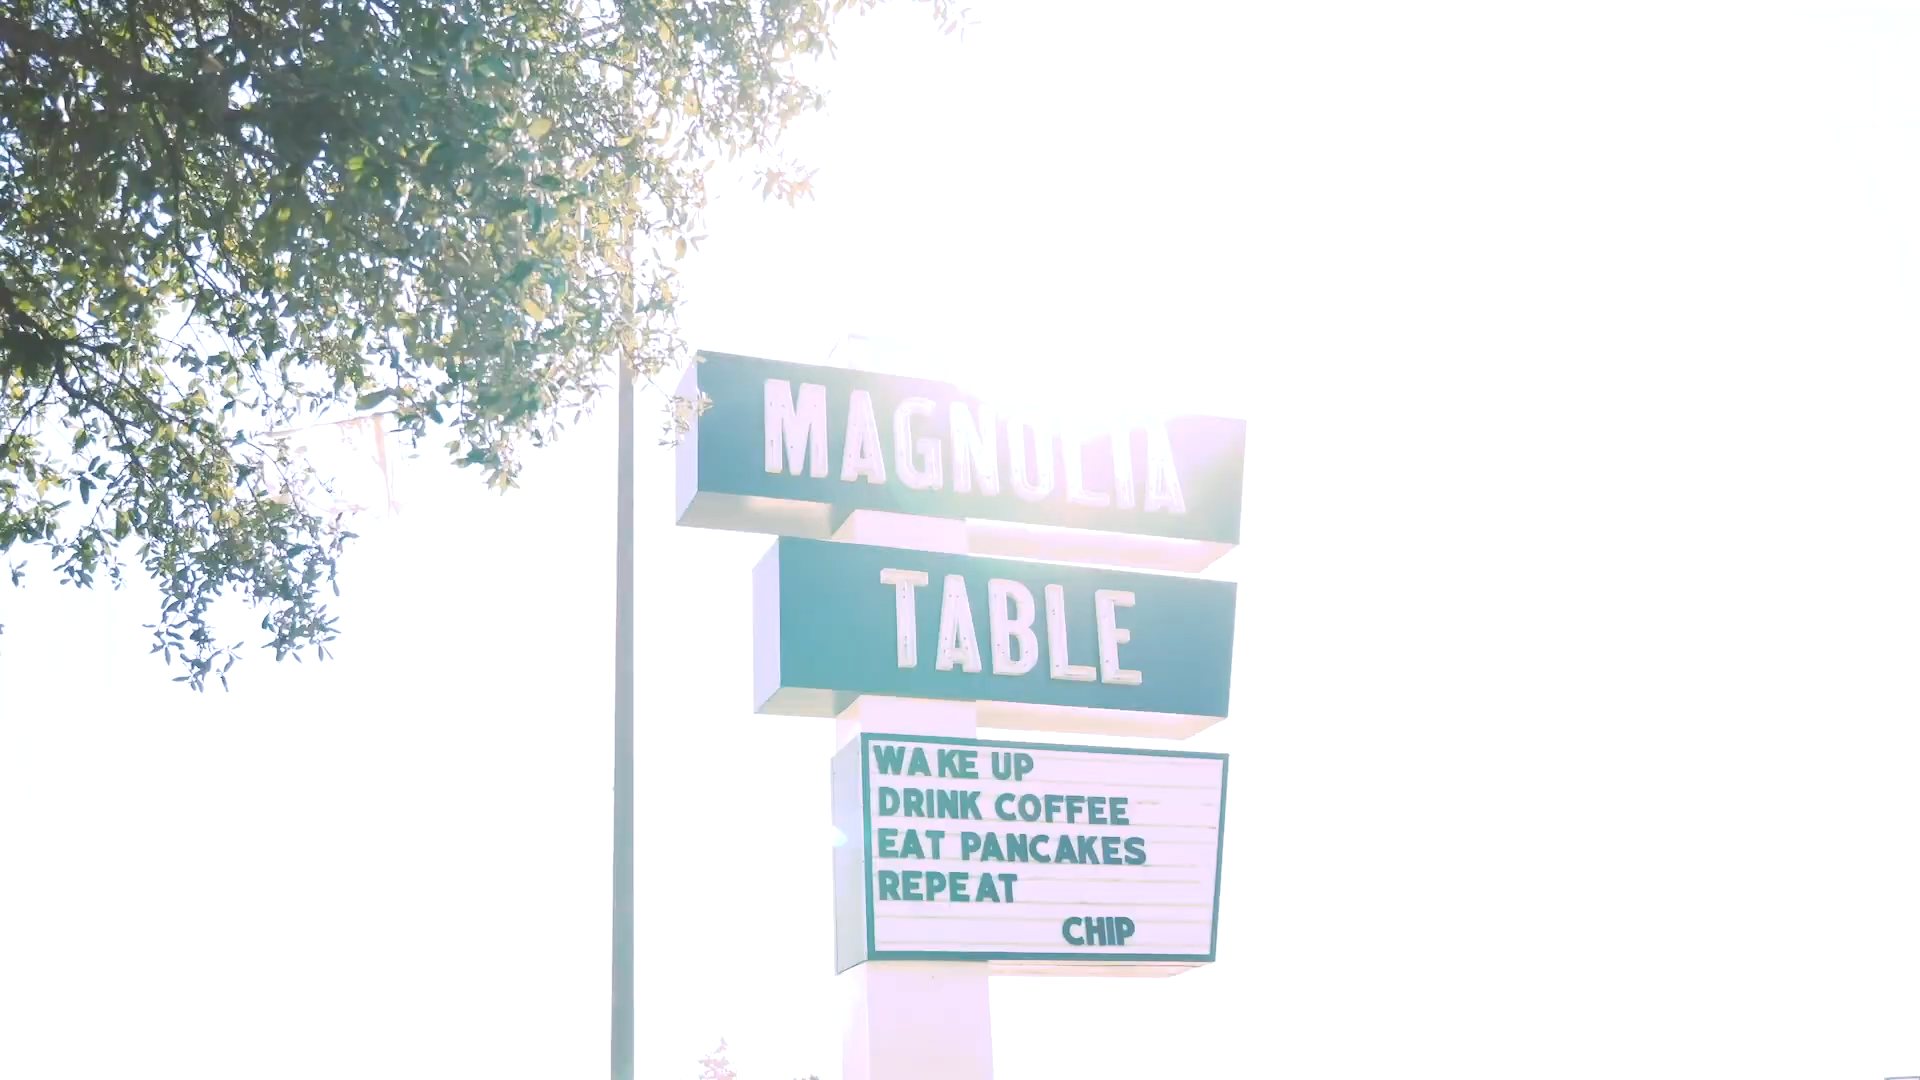 MAGNOLIA
TABLE
WAKE UP
DRINK COFFEE
EAT PANCAKES
REPEAT
CHIP